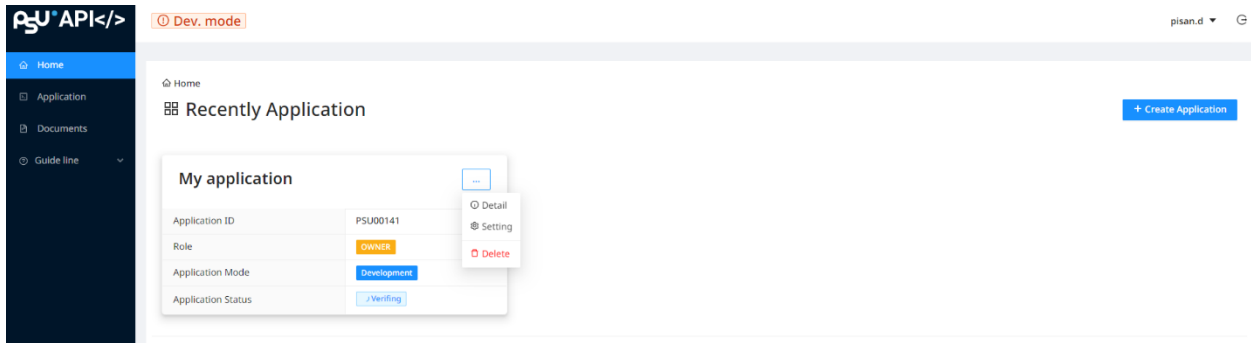 PSU API</>
Dev. mode
pisan.d
Home
Application
Documents
Guide line
Home
Recently Application
+ Create Application
My application
...
Detail
Setting
Delete
Application ID PSU00141
Role OWNER
Application Mode Development
Application Status Verifing